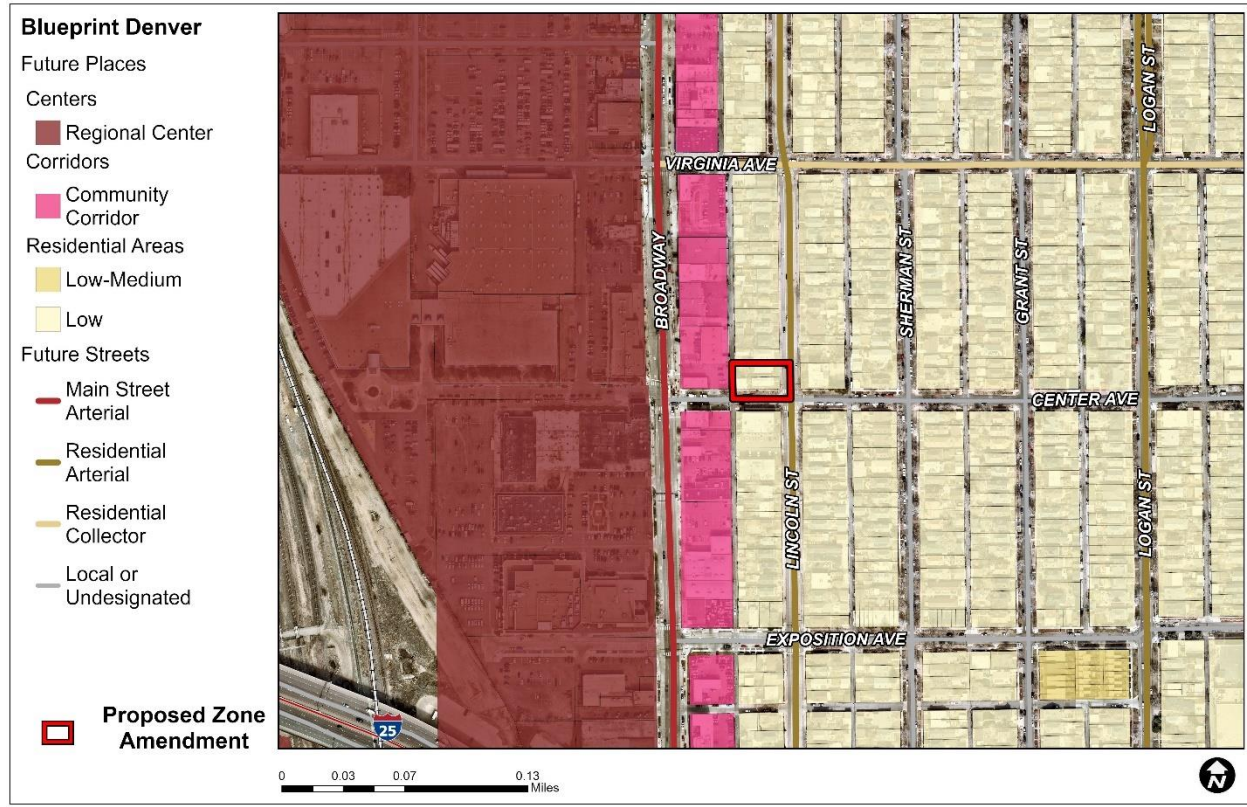 Blueprint Denver
Future Places
Centers
Regional Center
Corridors
Community
Corridor
Residential Areas
Low-Medium
Low
Future Streets
Main Street
Arterial
Residential
Arterial
Residential
Collector
Local or
Undesignated
Proposed Zone
Amendment
LOGAN ST
VIRGINIA AVE
BROADWAY
SHERMAN ST
GRANT ST
CENTER AVE
LINCOLN ST
LOGAN ST
EXPOSITION AVE
25
0 0.03 0.07 0.13
Miles
N